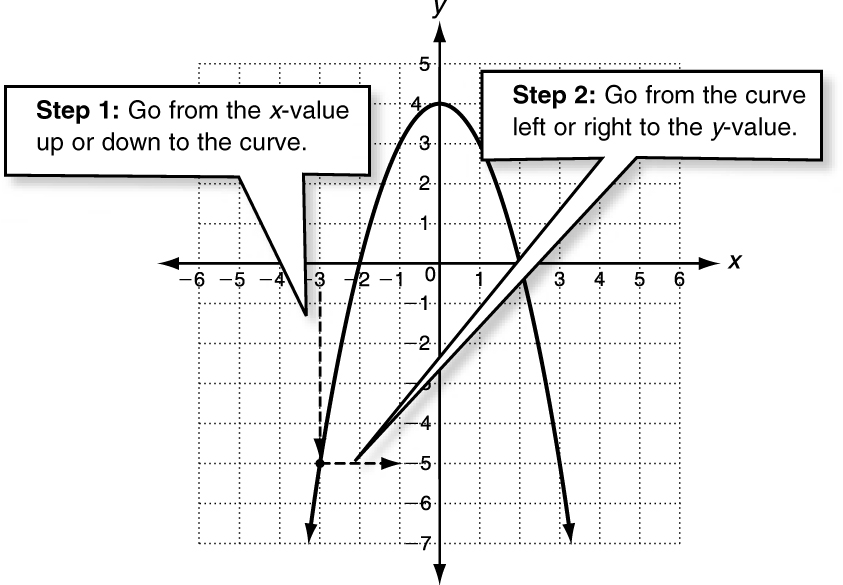 y
5
Step 1: Go from the x-value
up or down to the curve.
Step 2: Go from the curve
left or right to the y-value.
4
3
2
1
x
−6 −5 −4 −3 −2 −1 0 1 3 4 5 6
−1
−2
−4
−5
−6
−7